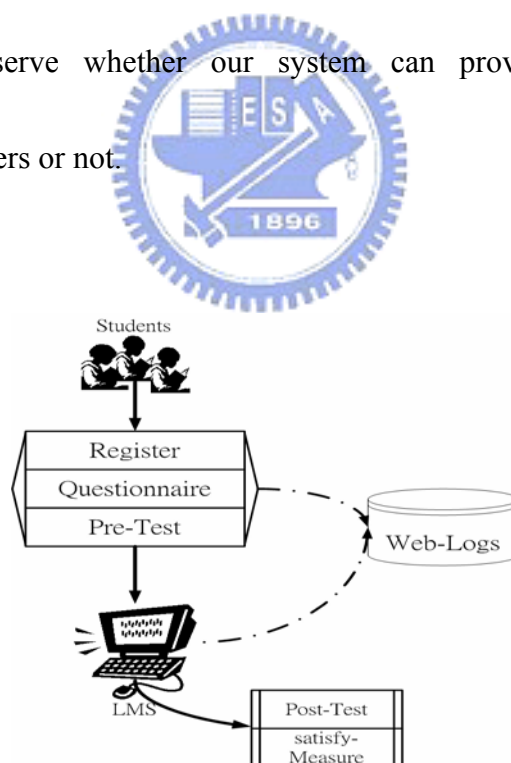 serve whether our system can prov
ers or not.
ESA
1896
Students
Register
Questionnaire
Pre-Test
Web-Logs
LMS
Post-Test
satisfy-
Measure